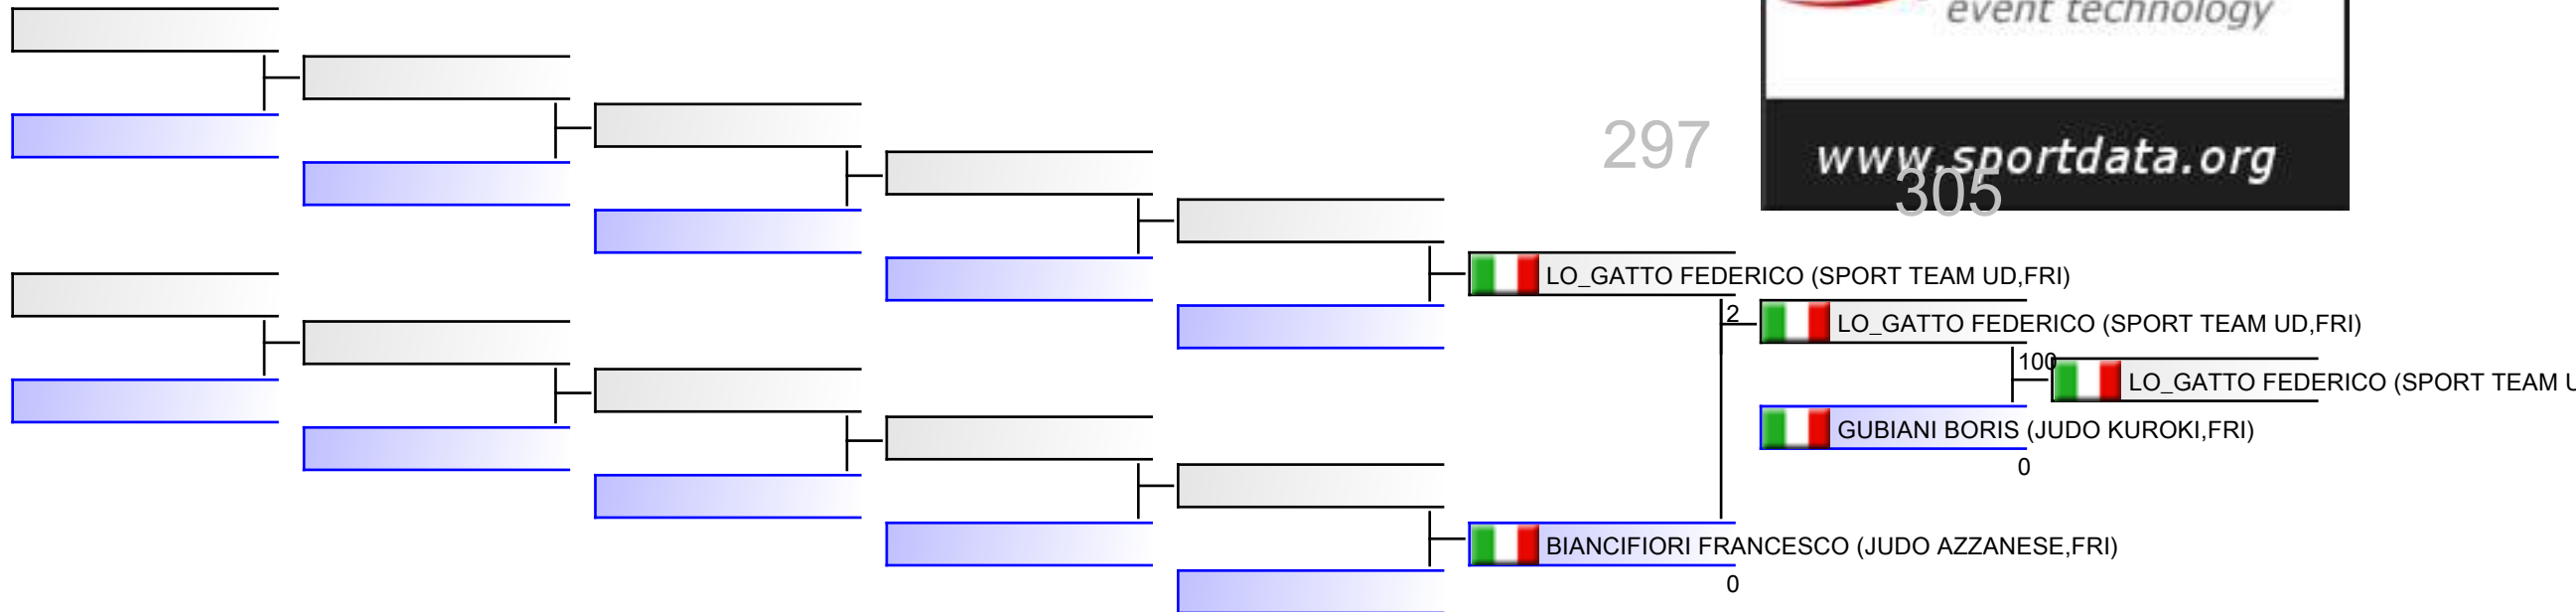 event technology
297
www.sportdata.org
305
LO_GATTO FEDERICO (SPORT TEAM UD,FRI)
2
LO_GATTO FEDERICO (SPORT TEAM UD,FRI)
100
LO_GATTO FEDERICO (SPORT TEAM U
GUBIANI BORIS (JUDO KUROKI,FRI)
0
BIANCIFIORI FRANCESCO (JUDO AZZANESE,FRI)
0